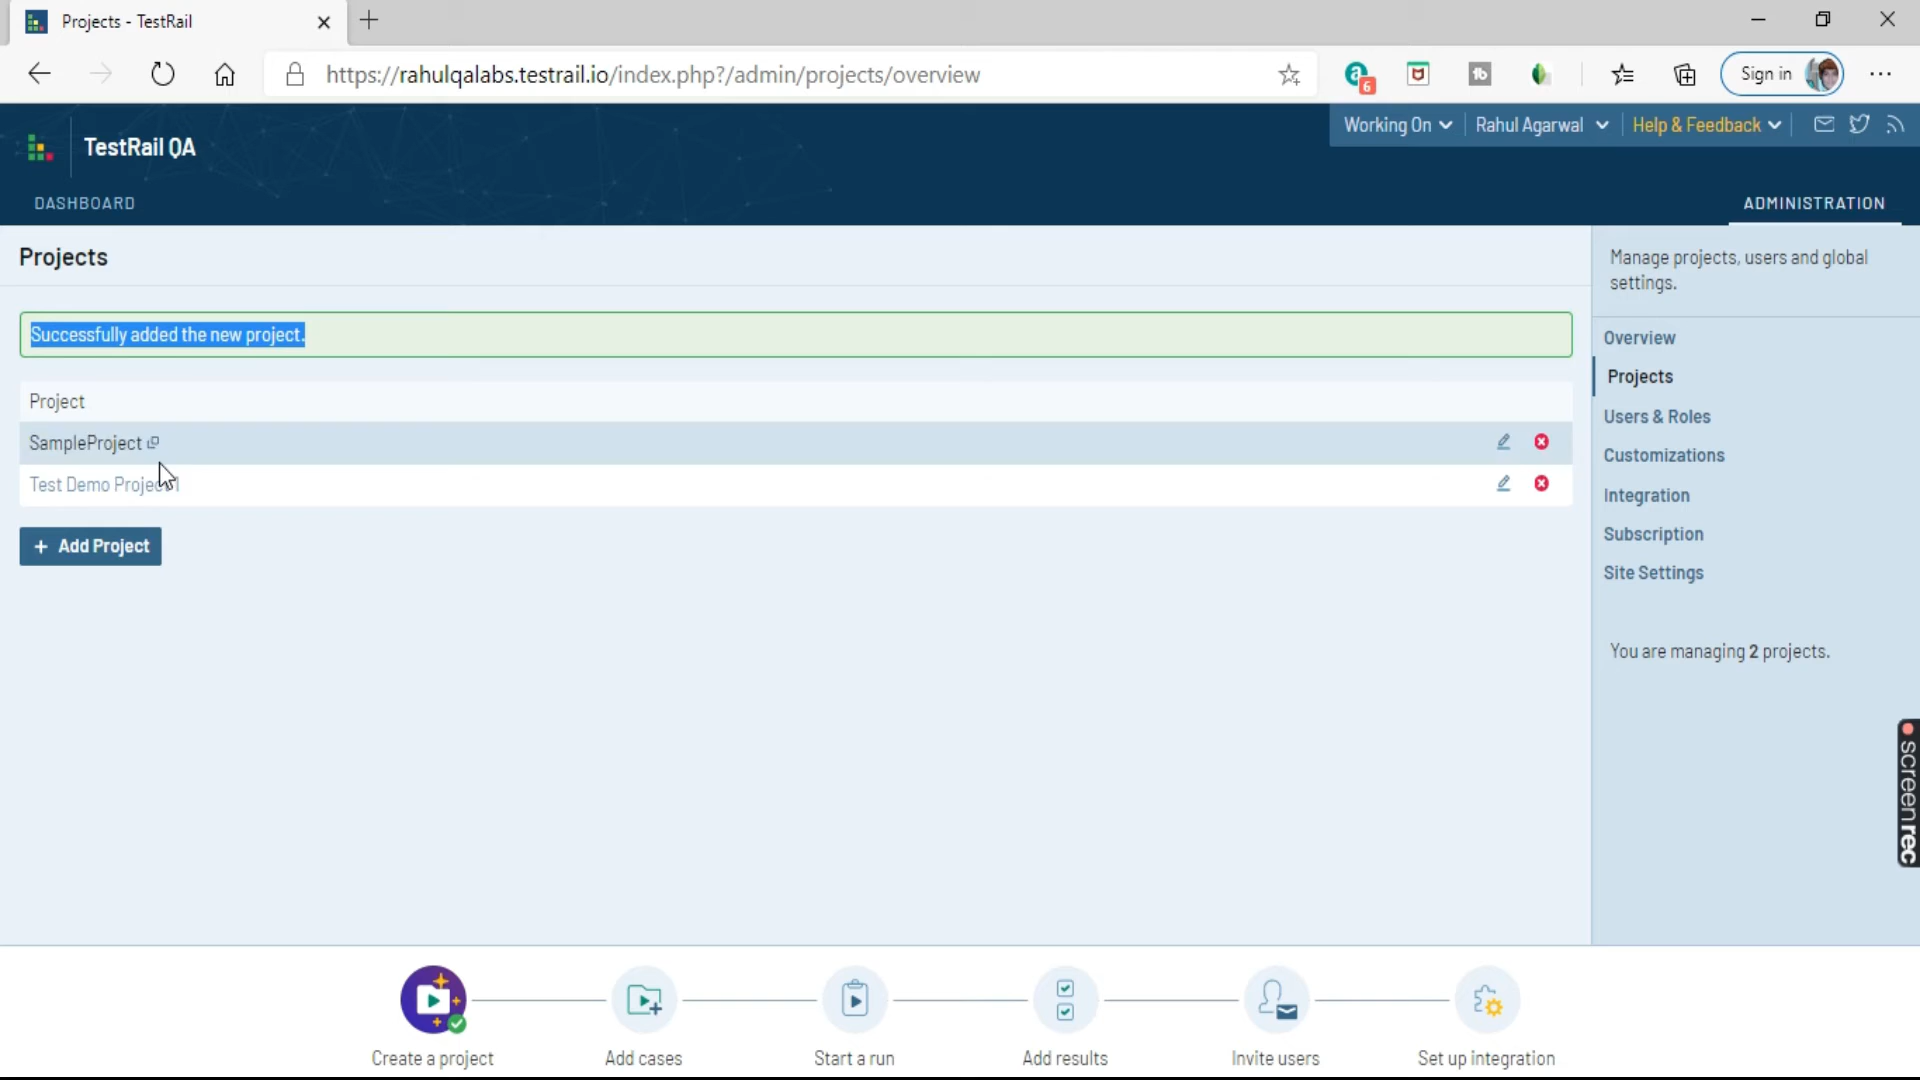 Projects - TestRail
https://rahulqalabs.testrail.io/index.php?/admin/projects/overview
6
Sign in
TestRail QA
Working On
Rahul Agarwal
Help & Feedback
DASHBOARD
ADMINISTRATION
Projects
Manage projects, users and global
settings.
Successfully added the new project.
Overview
Projects
Users & Roles
Customizations
Integration
Subscription
Site Settings
You are managing 2 projects.
Project
SampleProject
Test Demo Project 1
+ Add Project
screenrec
Create a project
Add cases
Start a run
Add results
Invite users
Set up integration